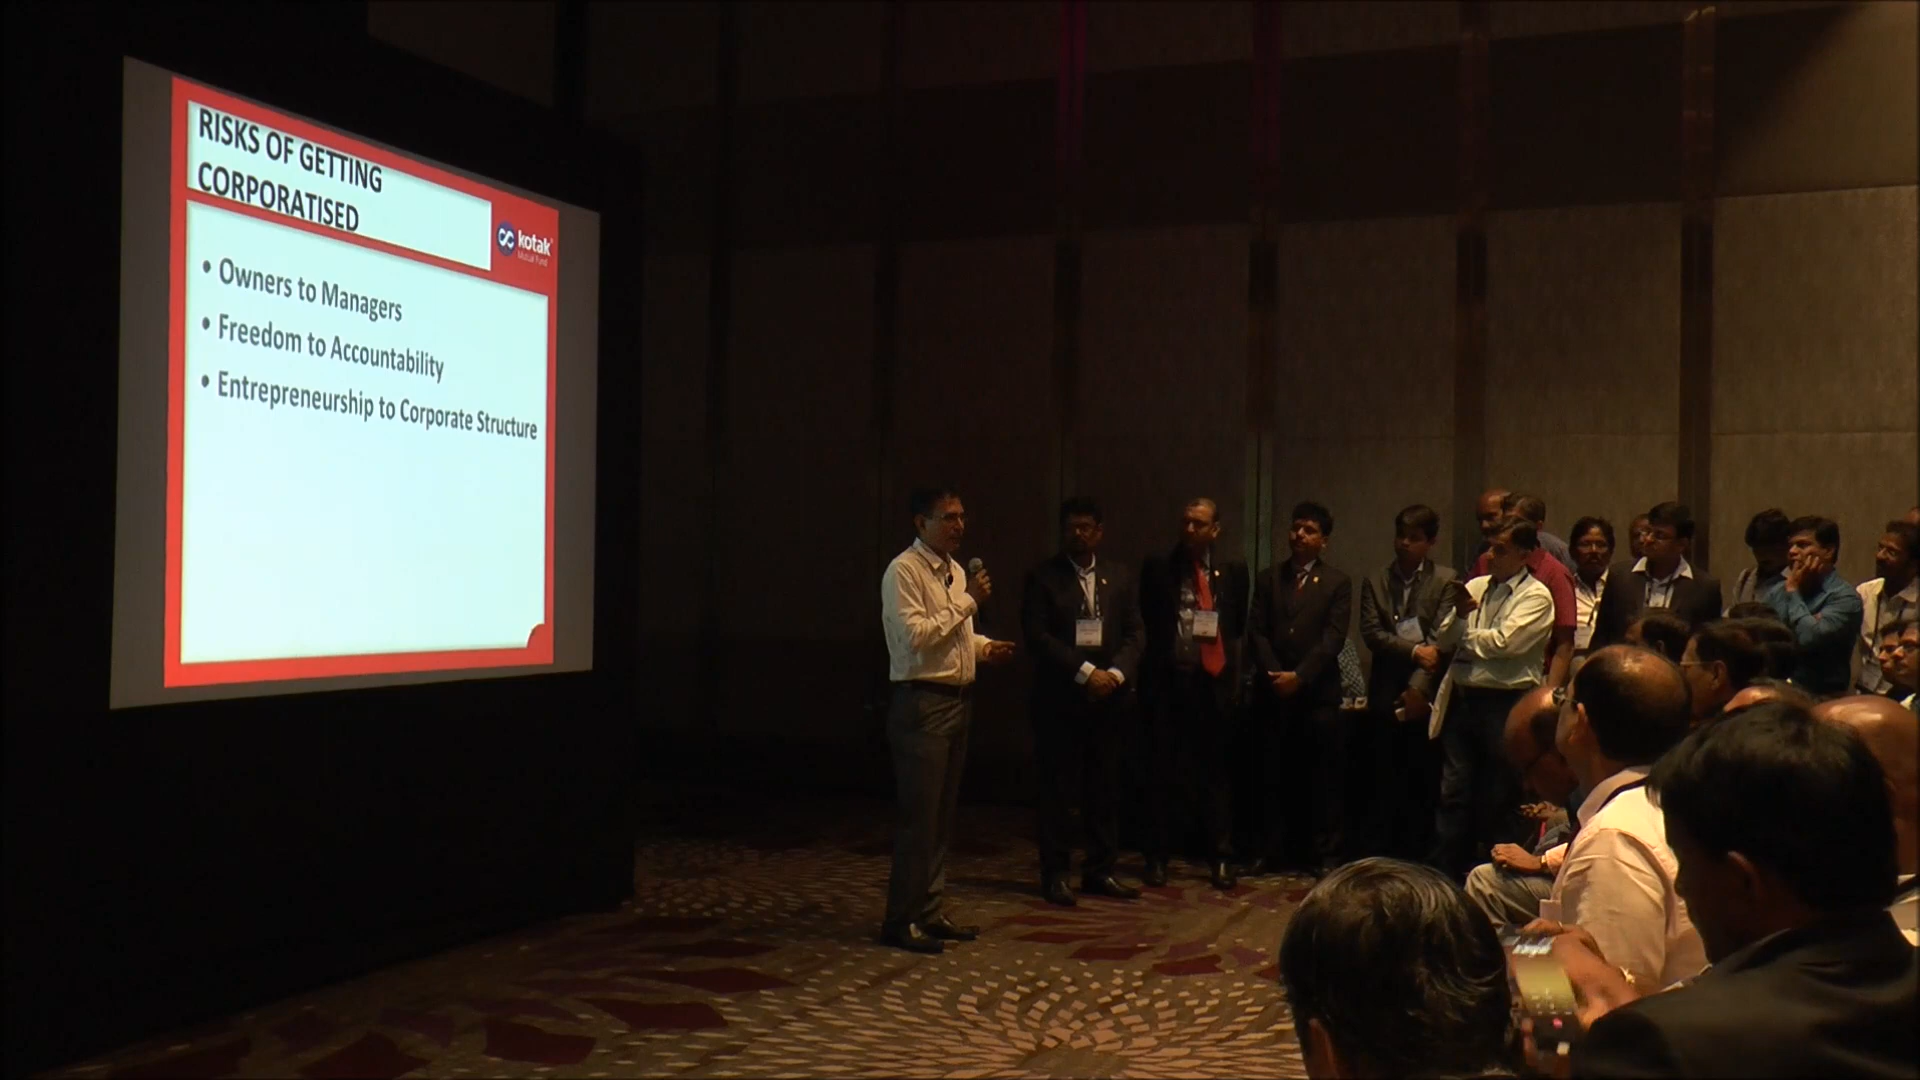 RISKS OF GETTING
CORPORATISED
kotak
Mutual Fund
• Owners to Managers
• Freedom to Accountability
• Entrepreneurship to Corporate Structure